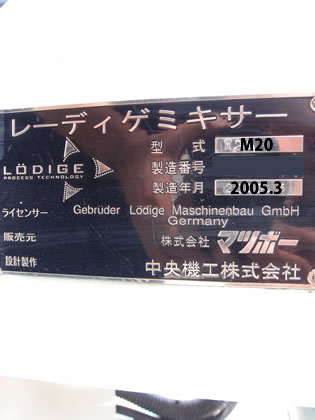 レーディゲミキサー
型式 M20
LÖDIGE
PROCESS TECHNOLOGY
製造番号
製造年月 2005.3
ライセンサー Gebrüder Lödige Maschinenbau GmbH
Germany
販売元 株式会社 マツボー
設計製作 中央機工株式会社